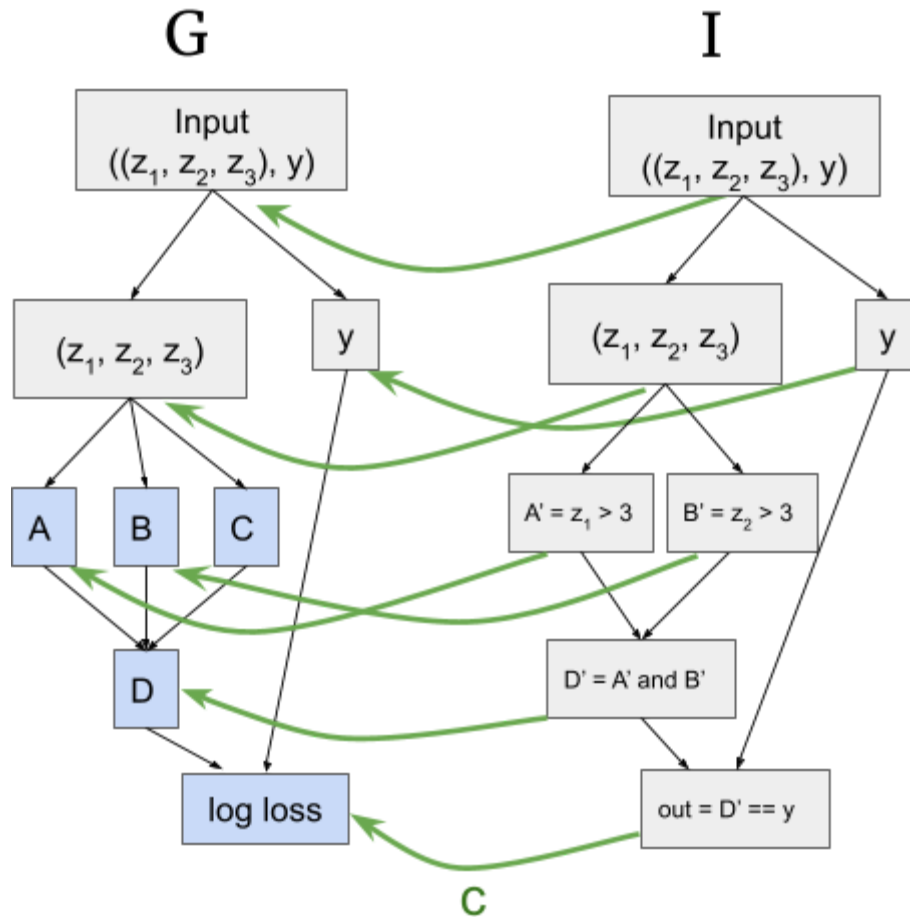 G
I
Input
((z₁, z₂, z₃), y)
Input
((z₁, z₂, z₃), y)
(z₁, z₂, z₃)
y
(z₁, z₂, z₃)
y
A
B
C
A' = z₁ > 3
B' = z₂ > 3
D
D' = A' and B'
log loss
out = D' == y
c